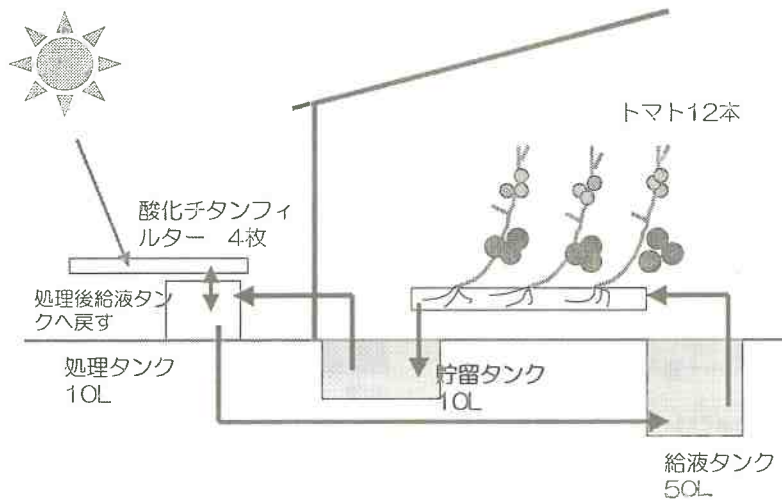 トマト12本
酸化チタンフィ
ルター 4枚
処理後給液タン
クへ戻す
処理タンク
10L
貯留タンク
10L
給液タンク
50L